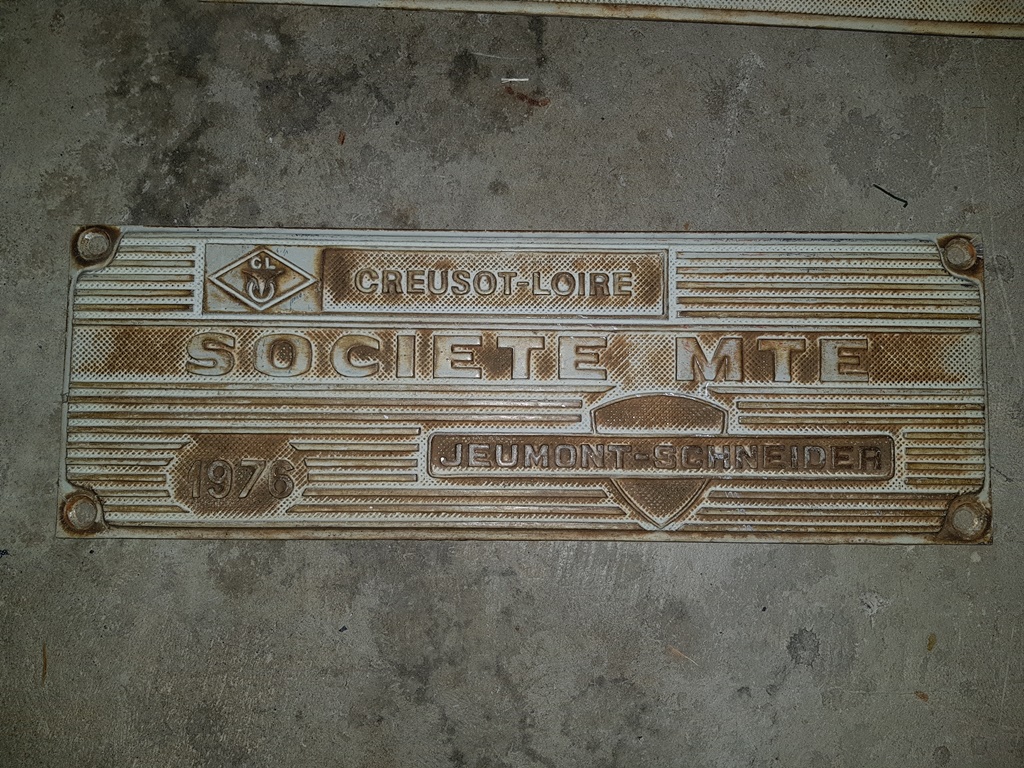 CL
CREUSOT-LOIRE
SOCIETE MTE
JEUMONT-SCHNEIDER
1976